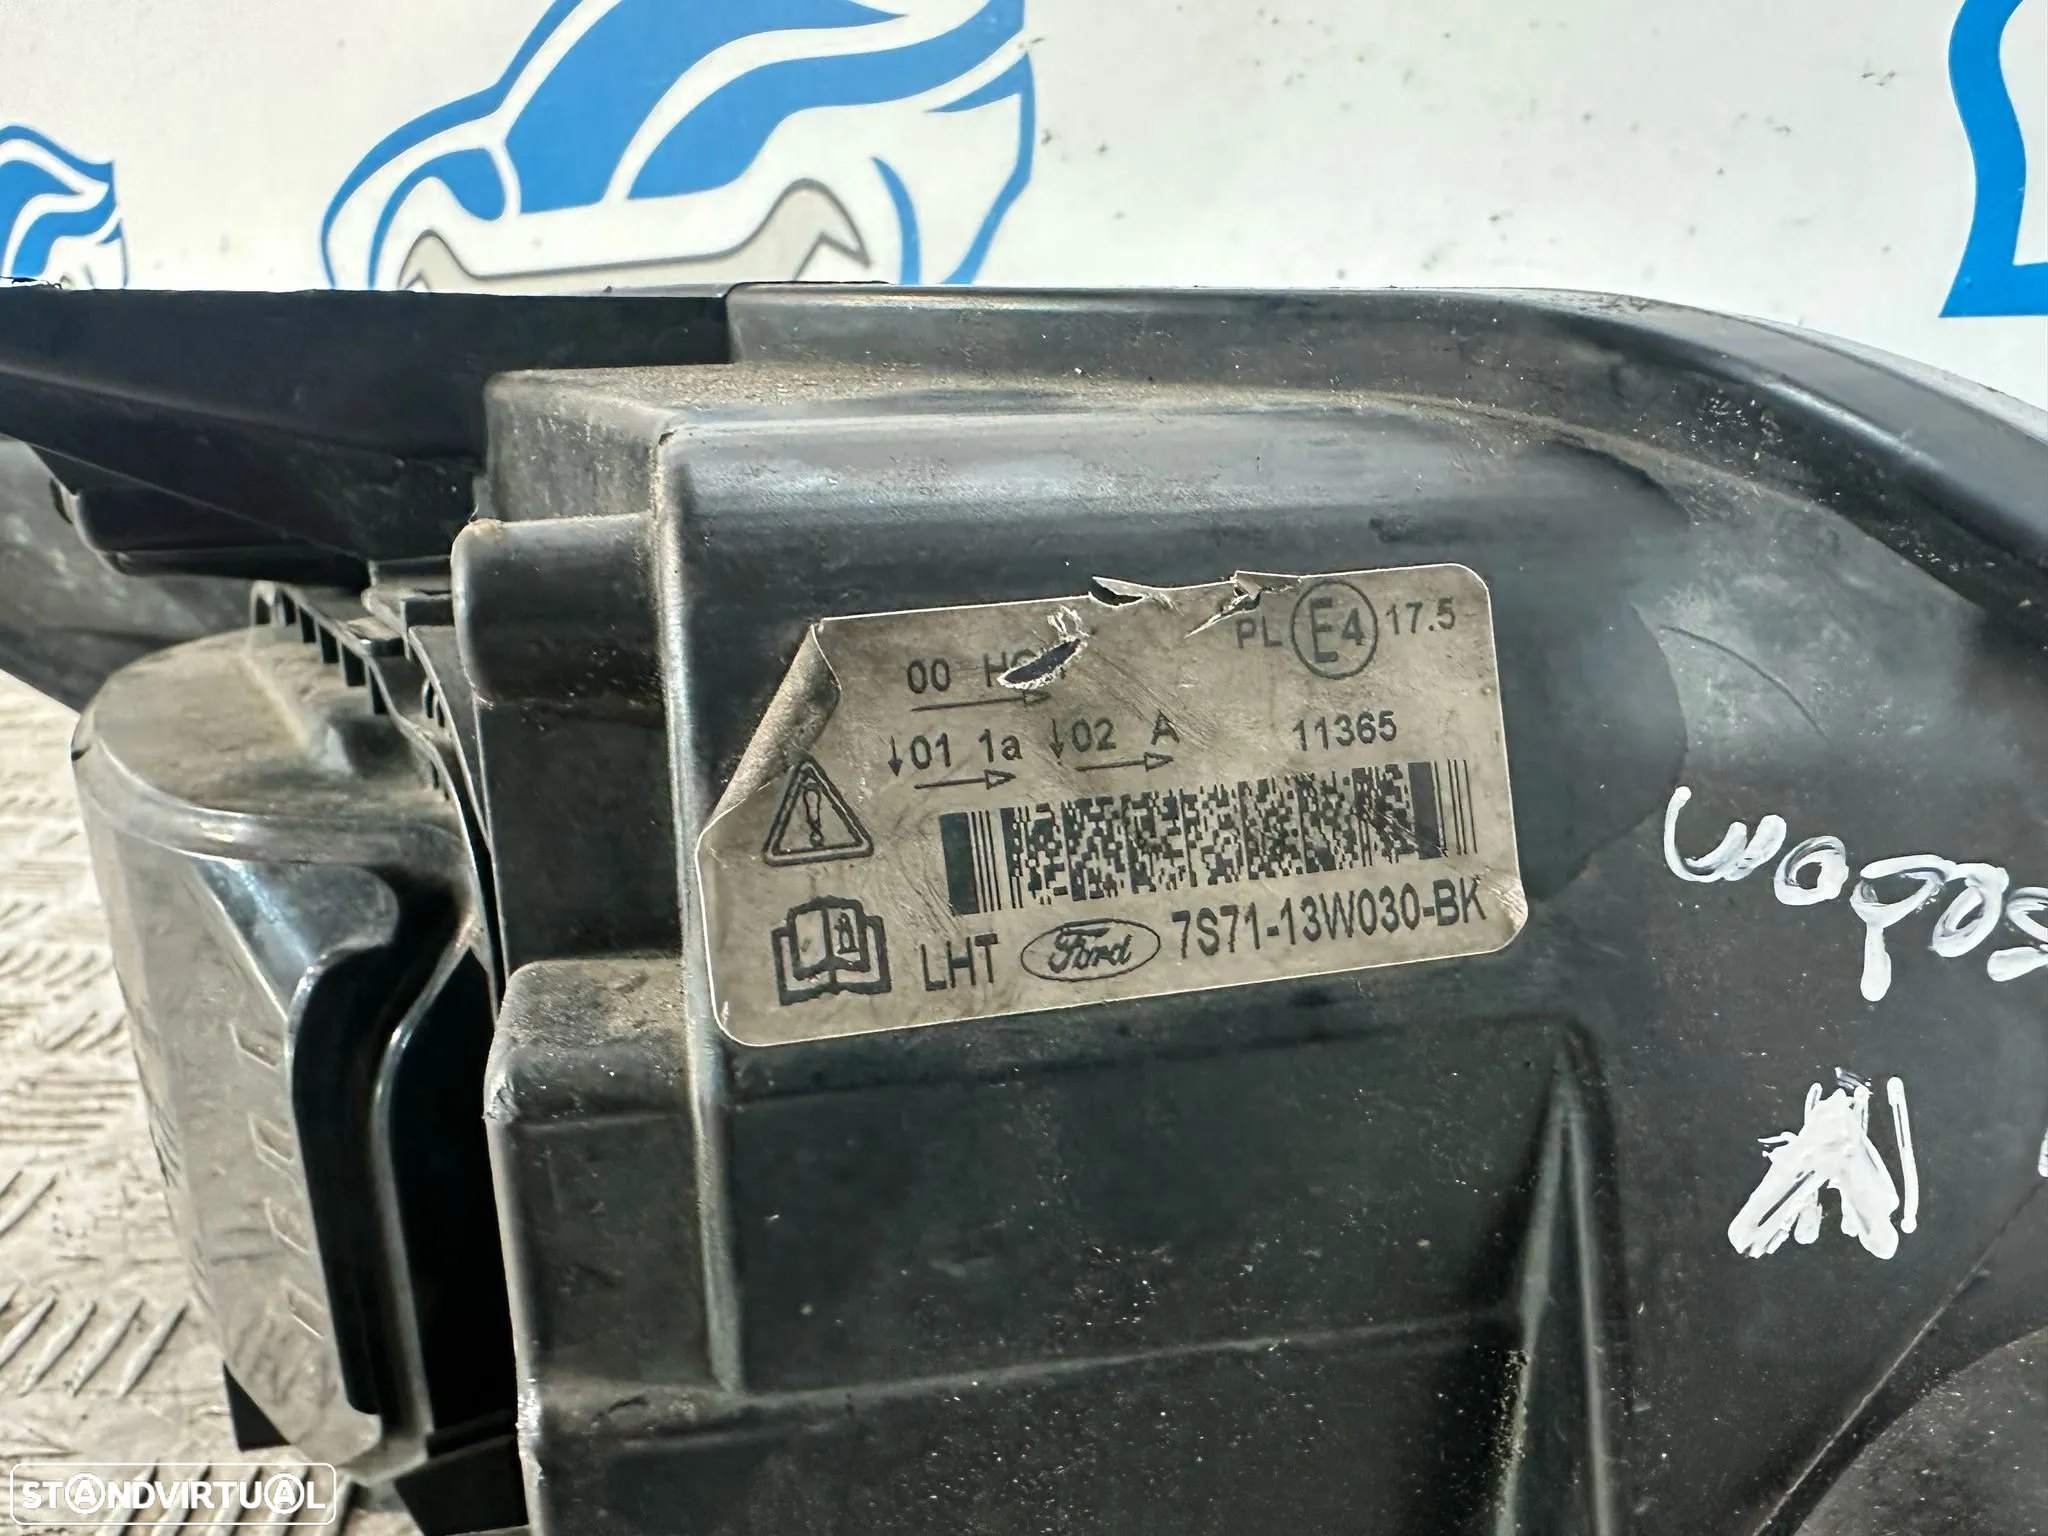 PL E4 17.5
00
01 1a 02 A 11365
LHT Ford 7S71-13W030-BK
STANDVIRTUAL